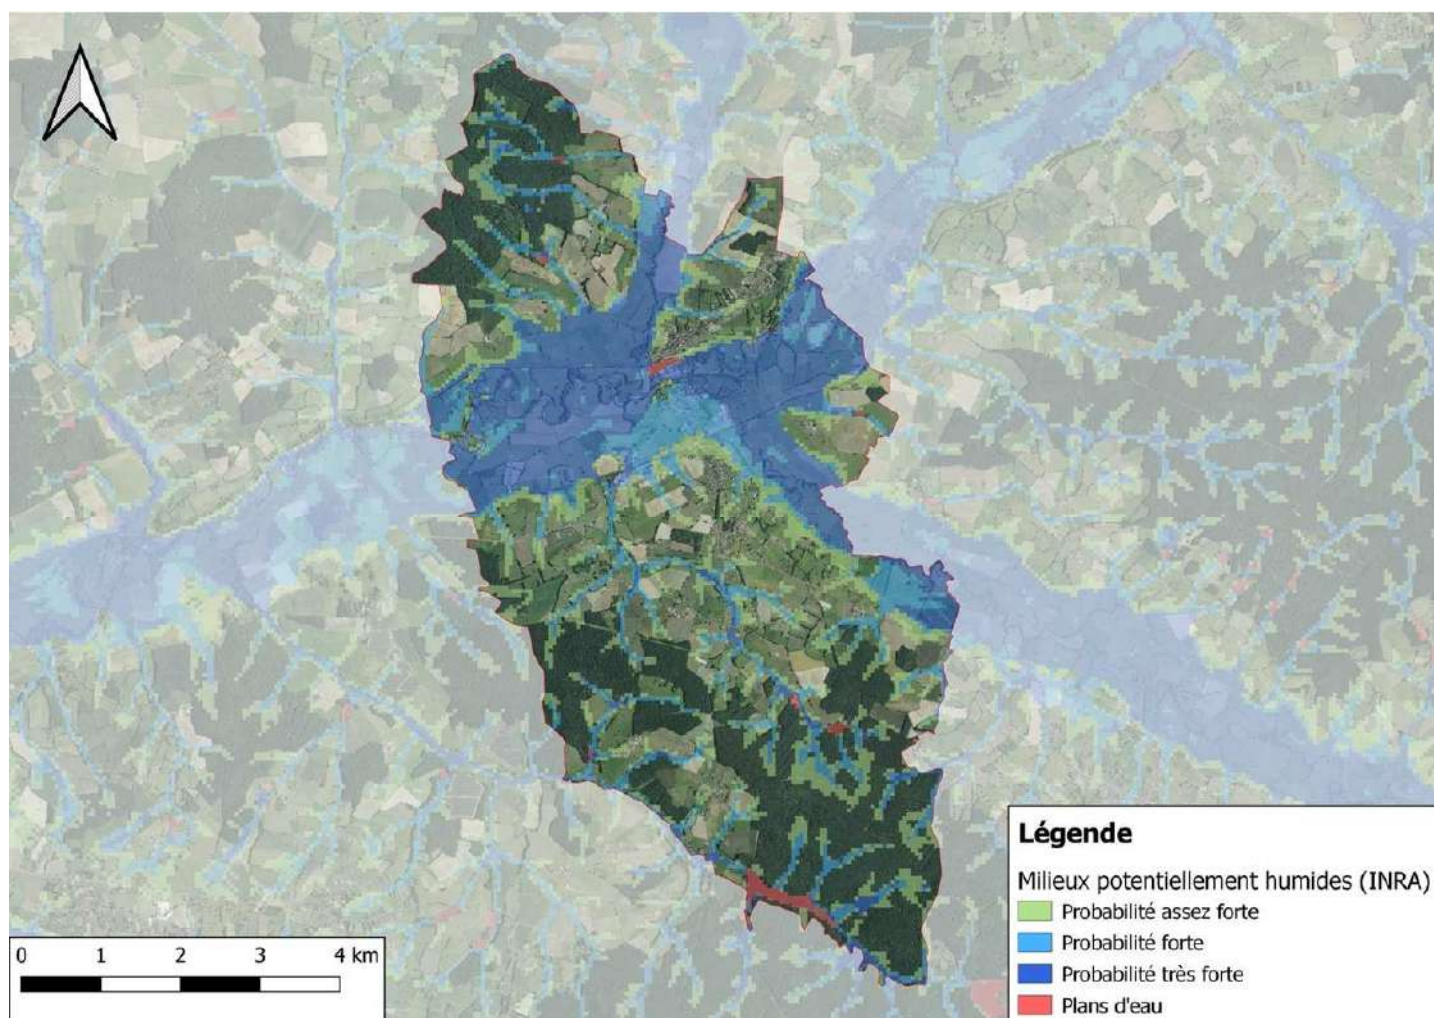 0 1 2 3 4 km
Légende
Milieux potentiellement humides (INRA)
Probabilité assez forte
Probabilité forte
Probabilité très forte
Plans d'eau